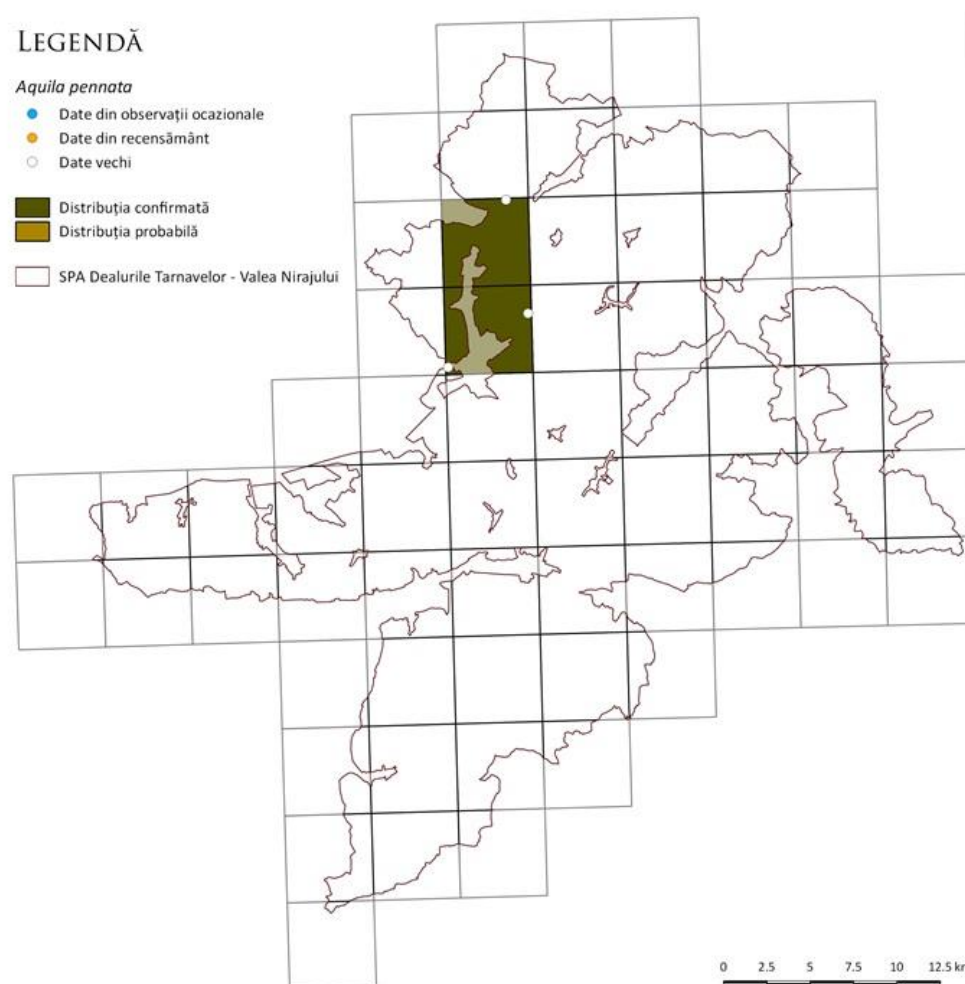 LEGENDĂ
Aquila pennata
Date din observații ocazionale
Date din recensământ
Date vechi
Distribuția confirmată
Distribuția probabilă
SPA Dealurile Tarnavelor - Valea Nirajului
0 2.5 5 7.5 10 12.5 km